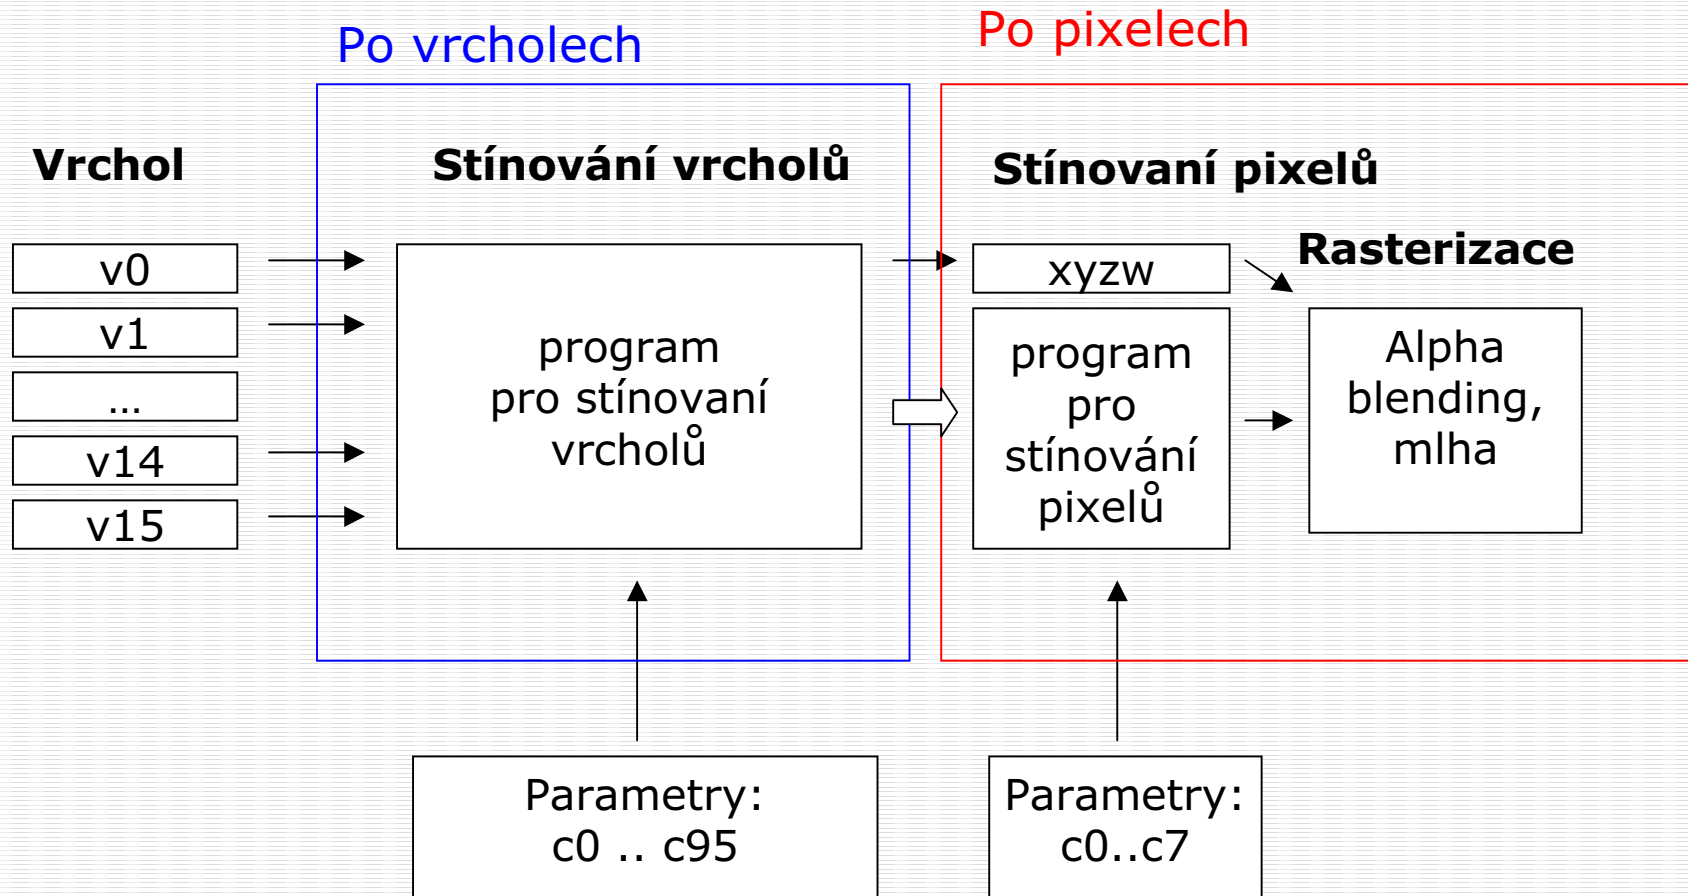 Po vrcholech
Po pixelech
Vrchol
Stínování vrcholů
Stínovaní pixelů
Rasterizace
v0
v1
...
v14
v15
program
pro stínovaní
vrcholů
xyzw
program
pro
stínování
pixelů
Alpha
blending,
mlha
Parametry:
c0 .. c95
Parametry:
c0..c7